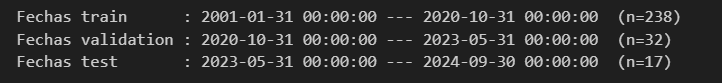 Fechas train      : 2001-01-31 00:00:00 --- 2020-10-31 00:00:00  (n=238)
Fechas validation : 2020-10-31 00:00:00 --- 2023-05-31 00:00:00  (n=32)
Fechas test       : 2023-05-31 00:00:00 --- 2024-09-30 00:00:00  (n=17)